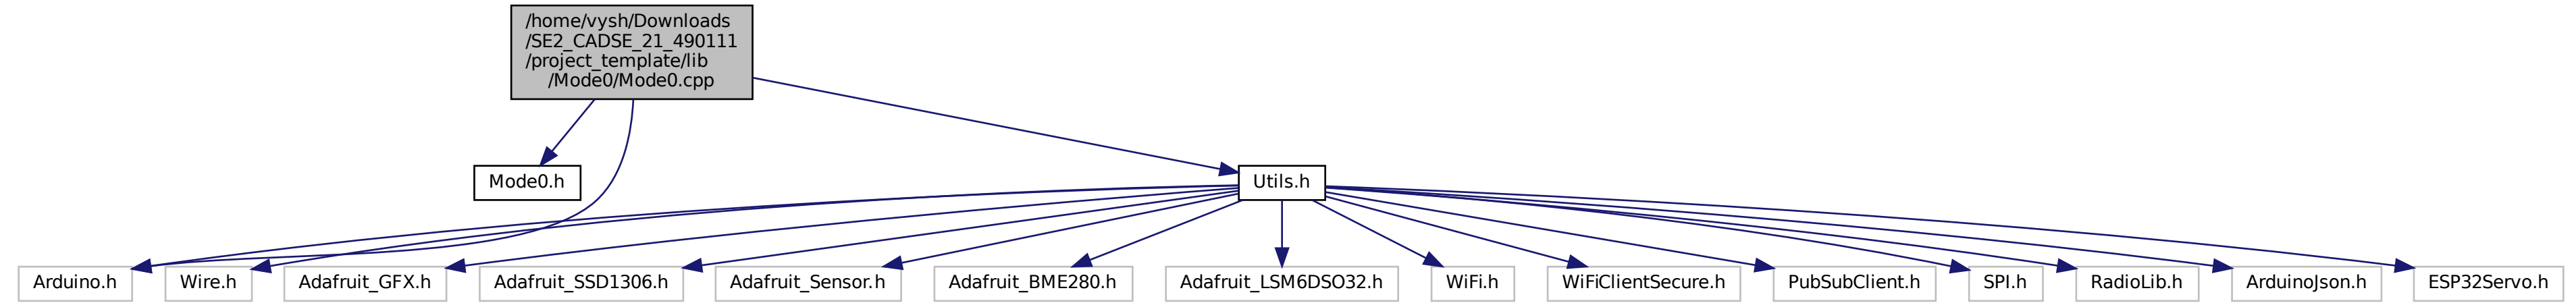 /home/vysh/Downloads
/SE2_CADSE_21_490111
/project_template/lib
/Mode0/Mode0.cpp
Mode0.h
Utils.h
Arduino.h
Wire.h
Adafruit_GFX.h
Adafruit_SSD1306.h
Adafruit_Sensor.h
Adafruit_BME280.h
Adafruit_LSM6DSO32.h
WiFi.h
WiFiClientSecure.h
PubSubClient.h
SPI.h
RadioLib.h
ArduinoJson.h
ESP32Servo.h